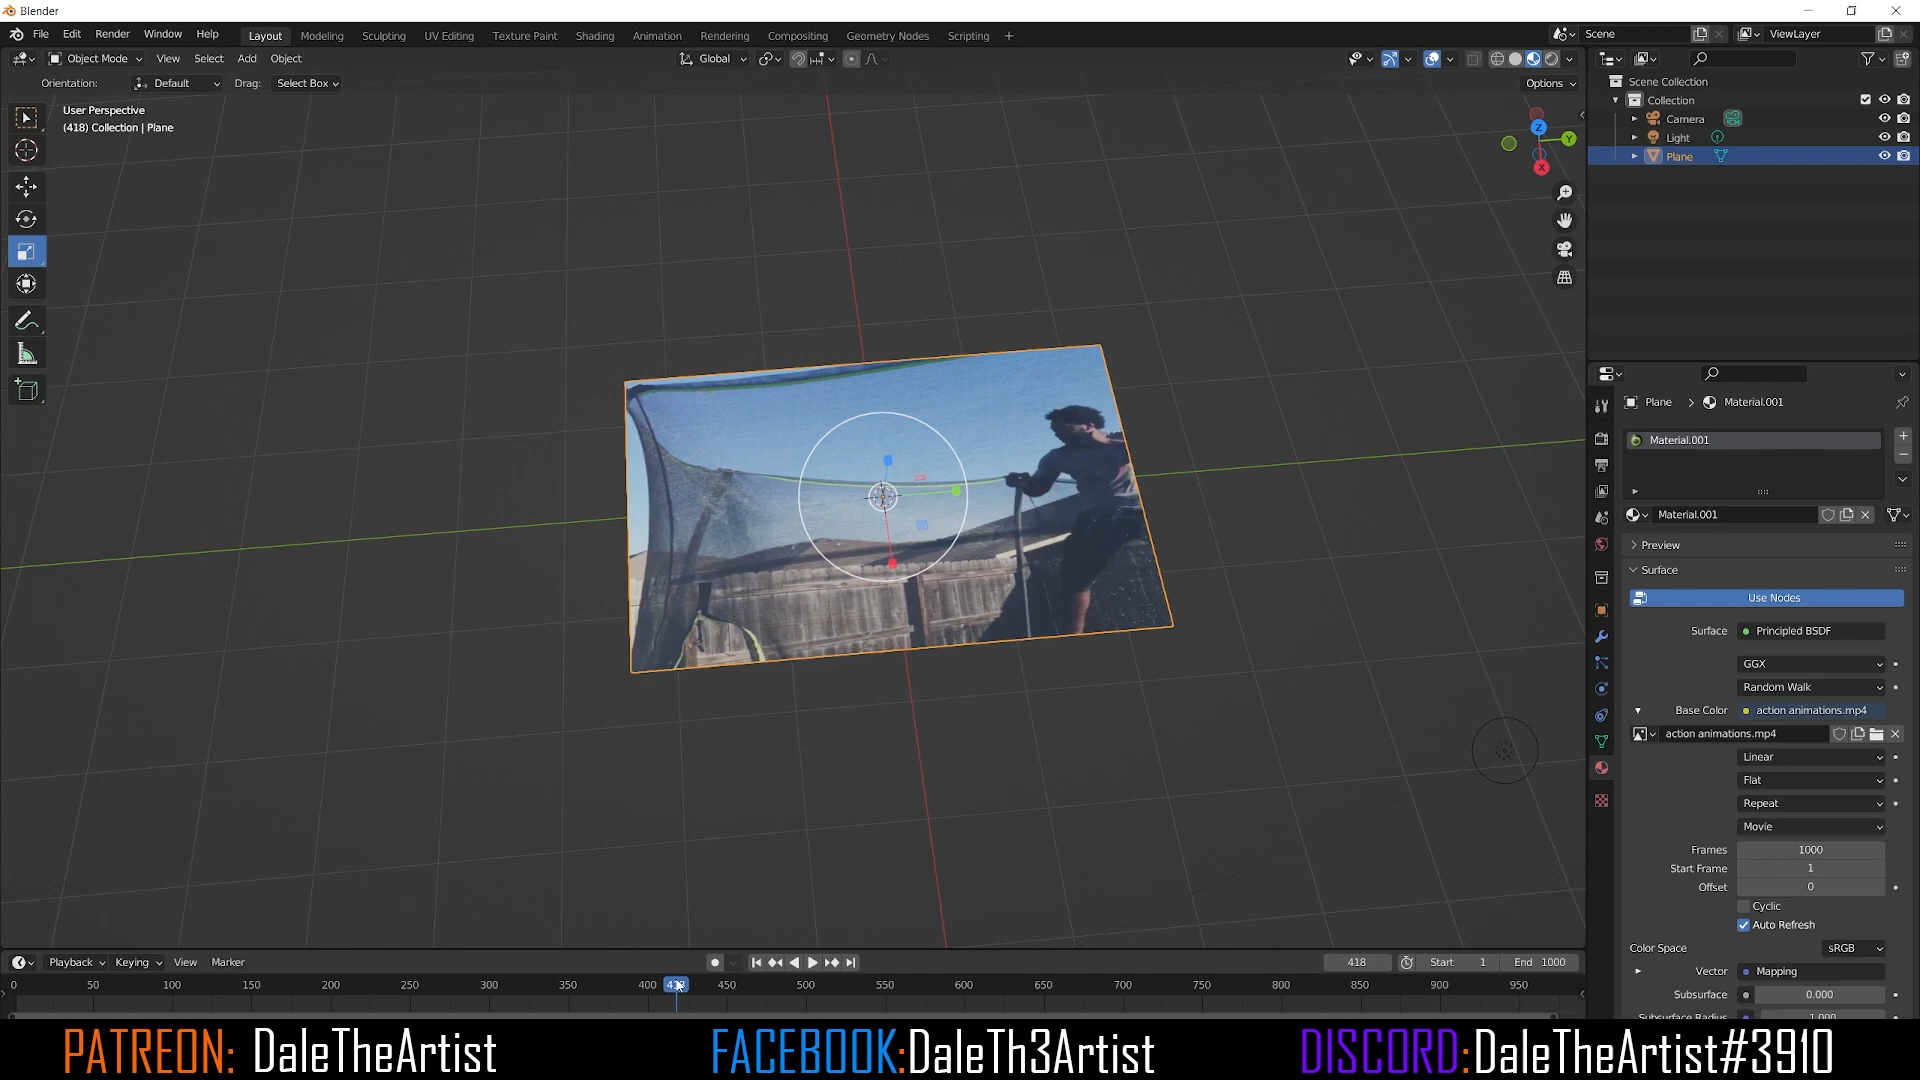 Blender
File Edit Render Window Help Layout Modeling Sculpting UV Editing Texture Paint Shading Animation Rendering Compositing Geometry Nodes Scripting + Scene ViewLayer
Object Mode View Select Add Object Global
Orientation: Default Drag: Select Box Options
User Perspective
(418) Collection | Plane
Z
Y
X
Scene Collection
Collection
Camera
Light
Plane
Plane > Material.001
Material.001
Material.001
Preview
Surface
Use Nodes
Surface Principled BSDF
GGX
Random Walk
Base Color action animations.mp4
action animations.mp4
Linear
Flat
Repeat
Movie
Frames 1000
Start Frame 1
Offset 0
Cyclic
Auto Refresh
Color Space sRGB
Vector Mapping
Subsurface 0.000
Subsurface Radius 1.000
Playback Keying View Marker 418 Start 1 End 1000
0 50 100 150 200 250 300 350 400 418 450 500 550 600 650 700 750 800 850 900 950
PATREON: DaleTheArtist FACEBOOK:DaleTh3Artist DISCORD:DaleTheArtist#3910